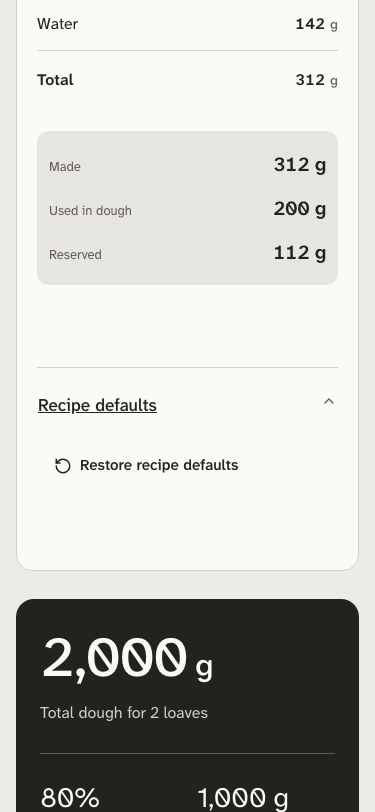 Water 142 g
Total 312 g
Made 312 g
Used in dough 200 g
Reserved 112 g
Recipe defaults
Restore recipe defaults
2,000 g
Total dough for 2 loaves
80% 1,000 g